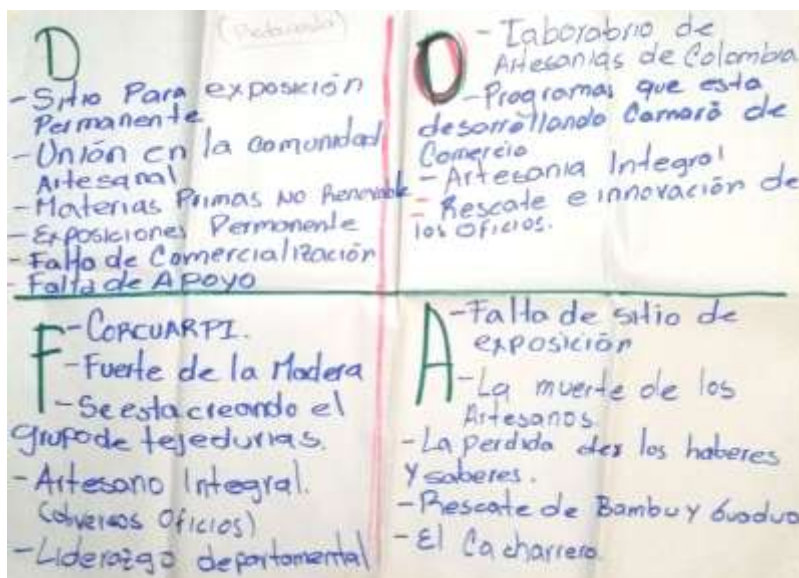 D
- Sitio Para exposición
Permanente
- Unión en la comunidad
Artesanal
- Materias Primas No Renovable
- Exposiciones Permanente
- Falta de Comercialización
- Falta de Apoyo
O
- Laboratorio de
Artesanias de Colombia
- Programas que esta
desarrollando Camara de
Comercio
- Artesania Integral
- Rescate e innovación de
los oficios.
F
- CORCUARPI.
- Fuerte de la Madera
- Se esta creando el
grupo de tejedurias.
- Artesano Integral.
(diversos Oficios)
- Liderazgo departamental
A
- Falta de sitio de
exposición
- La muerte de los
Artesanos.
- La perdida des los haberes
y saberes.
- Rescate de Bambu y Guadua
- El Cacharrero.